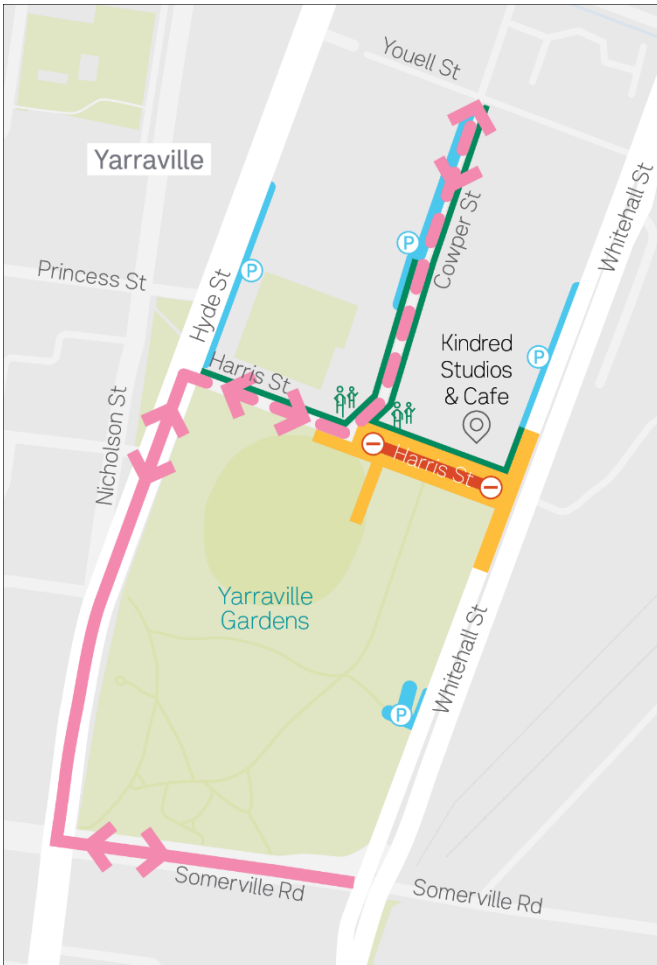 Youell St
Yarraville
Whitehall St
Cowper St
P
Princess St
P
Hyde St
Kindred
Studios
& Cafe
P
Harris St
Nicholson St
Harris St
Yarraville
Gardens
Whitehall St
P
Somerville Rd
Somerville Rd